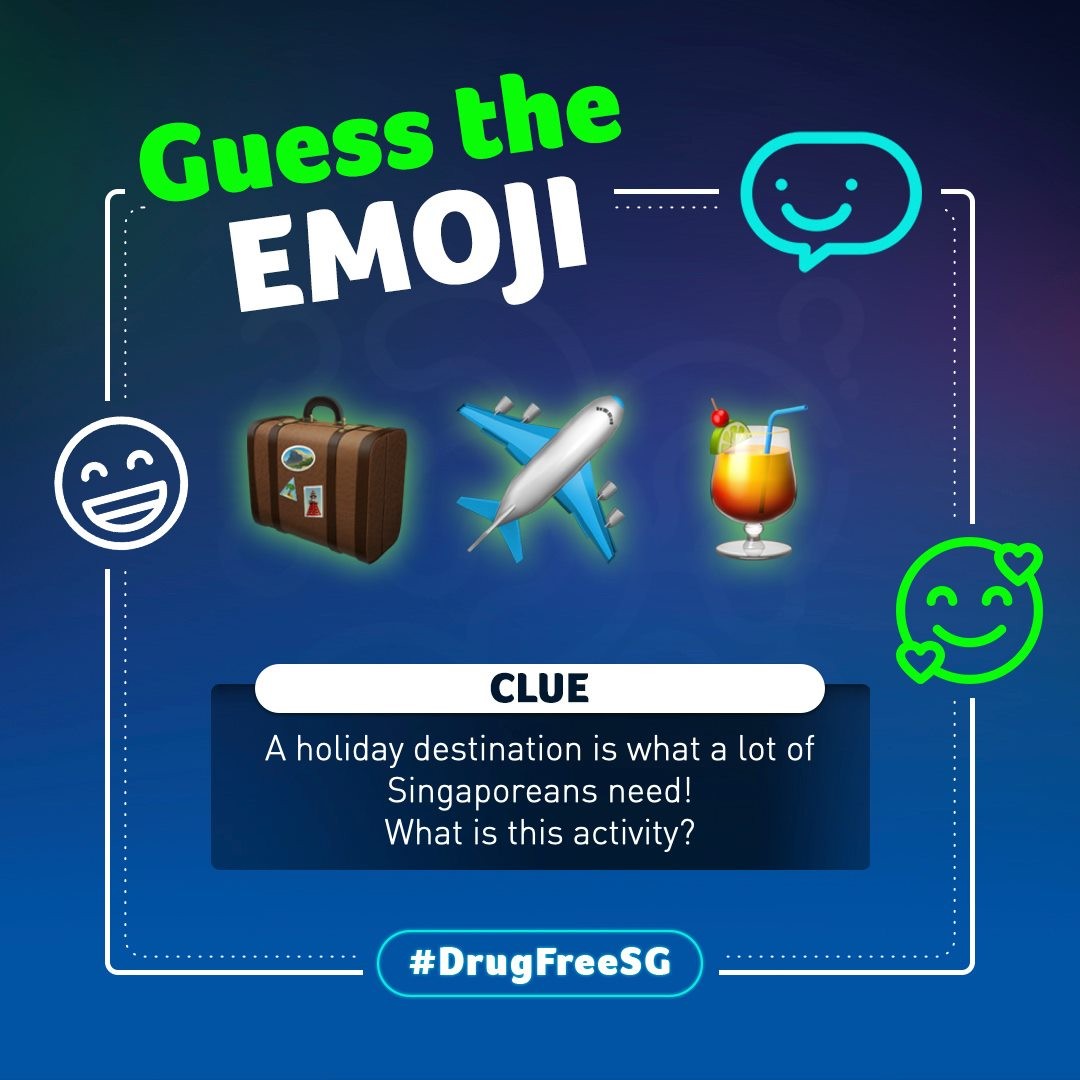 Guess the
EMOJI
CLUE
A holiday destination is what a lot of
Singaporeans need!
What is this activity?
#DrugFreeSG